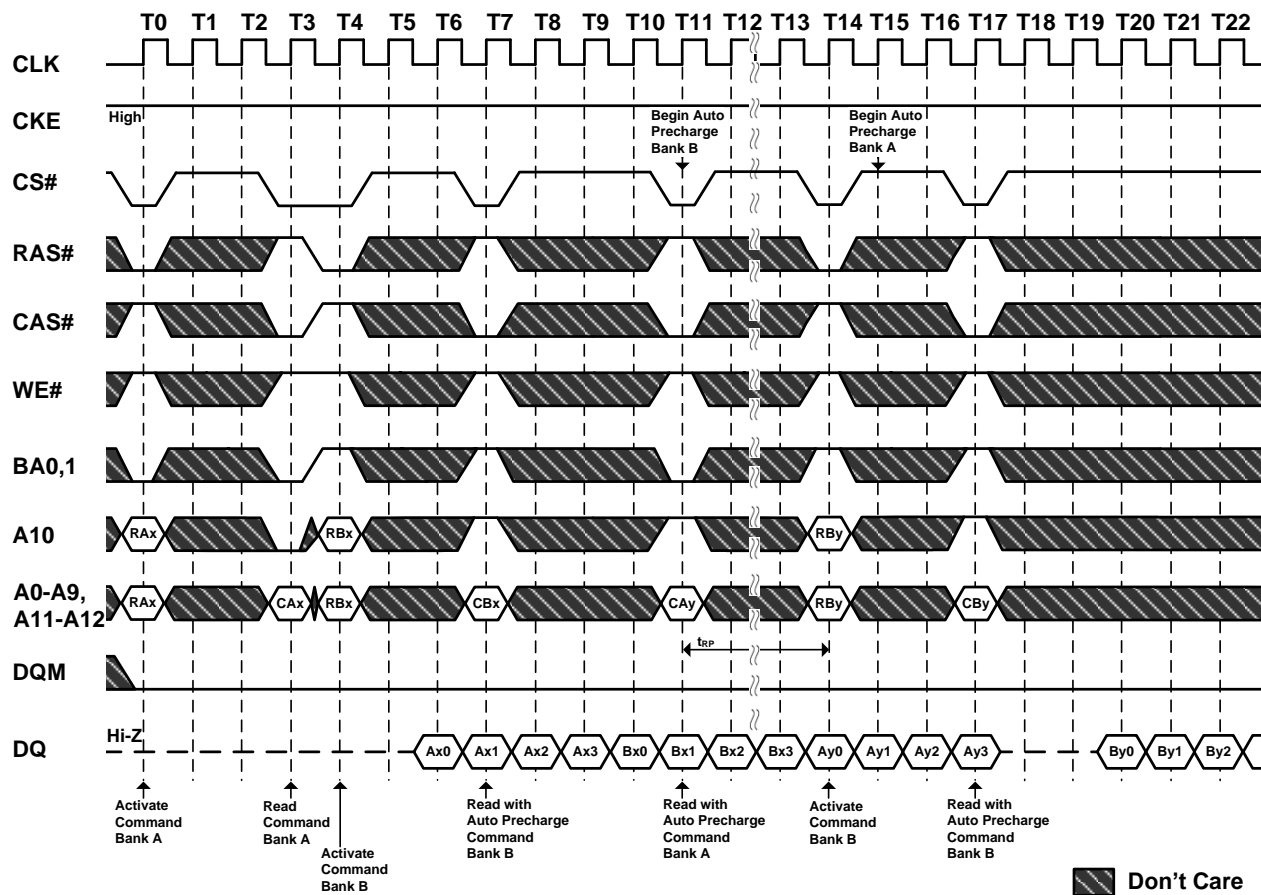 T0 T1 T2 T3 T4 T5 T6 T7 T8 T9 T10 T11 T12 T13 T14 T15 T16 T17 T18 T19 T20 T21 T22
CLK
CKE
High
Begin Auto
Precharge
Bank B
Begin Auto
Precharge
Bank A
CS#
RAS#
CAS#
WE#
BA0,1
A10
RAx RBx RBy
A0-A9,
A11-A12
RAx CAx RBx CBx CAy RBy CBy
tRP
DQM
DQ
Hi-Z
Ax0 Ax1 Ax2 Ax3 Bx0 Bx1 Bx2 Bx3 Ay0 Ay1 Ay2 Ay3 By0 By1 By2
Activate
Command
Bank A
Read
Command
Bank A
Activate
Command
Bank B
Read with
Auto Precharge
Command
Bank B
Read with
Auto Precharge
Command
Bank A
Activate
Command
Bank B
Read with
Auto Precharge
Command
Bank B
Don't Care